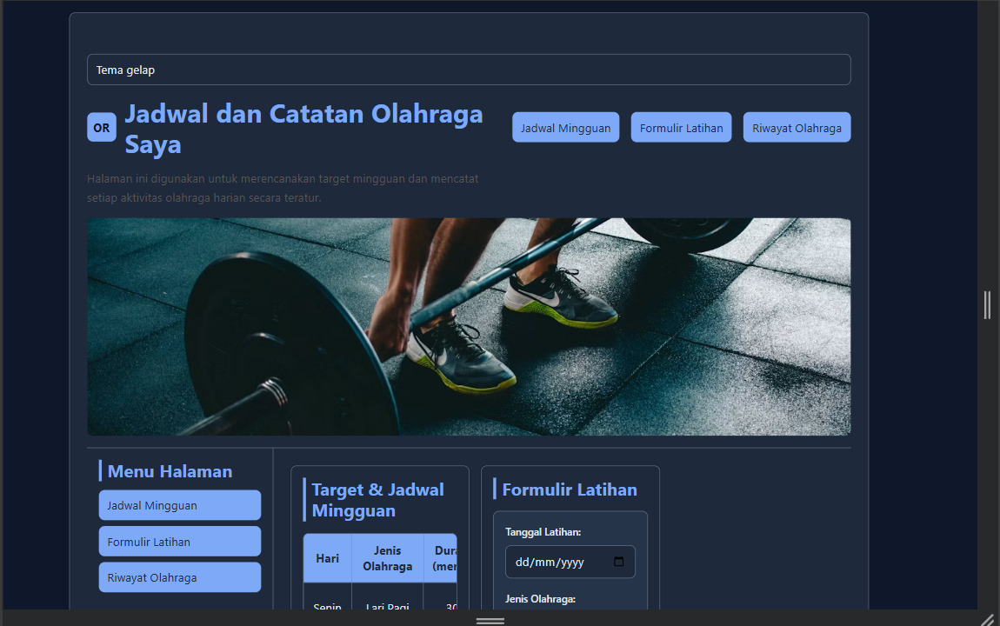 Tema gelap
OR
Jadwal dan Catatan Olahraga
Saya
Jadwal Mingguan
Formulir Latihan
Riwayat Olahraga
Halaman ini digunakan untuk merencanakan target mingguan dan mencatat
setiap aktivitas olahraga harian secara teratur.
Menu Halaman
Jadwal Mingguan
Formulir Latihan
Riwayat Olahraga
Target & Jadwal
Mingguan
Hari
Jenis
Olahraga
Senin
Lari Pagi
30
Formulir Latihan
Tanggal Latihan:
dd/mm/yyyy
Jenis Olahraga: